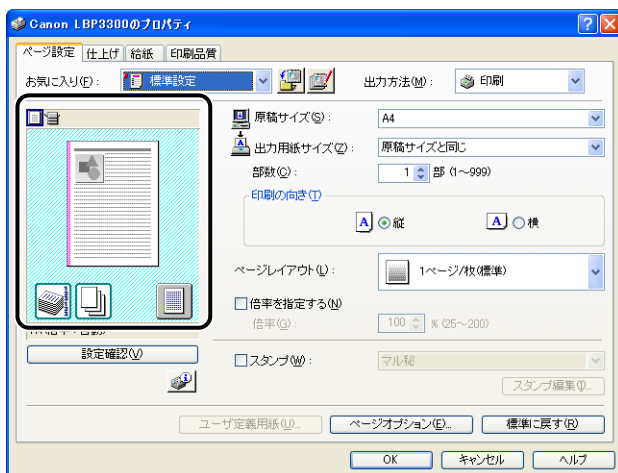 Canon LBP3300のプロパティ
ページ設定 仕上げ 給紙 印刷品質
お気に入り(F): 標準設定 出力方法(M): 印刷
原稿サイズ(S): A4
出力用紙サイズ(Z): 原稿サイズと同じ
部数(C): 1 部 (1~999)
印刷の向き(T)
A 縦 A 横
ページレイアウト(L): 1ページ/枚(標準)
倍率を指定する(N)
倍率(G): 100 % (25~200)
設定確認(V)
スタンプ(W): マル秘
スタンプ編集(I)...
ユーザ定義用紙(U)... ページオプション(E)... 標準に戻す(R)
OK キャンセル ヘルプ